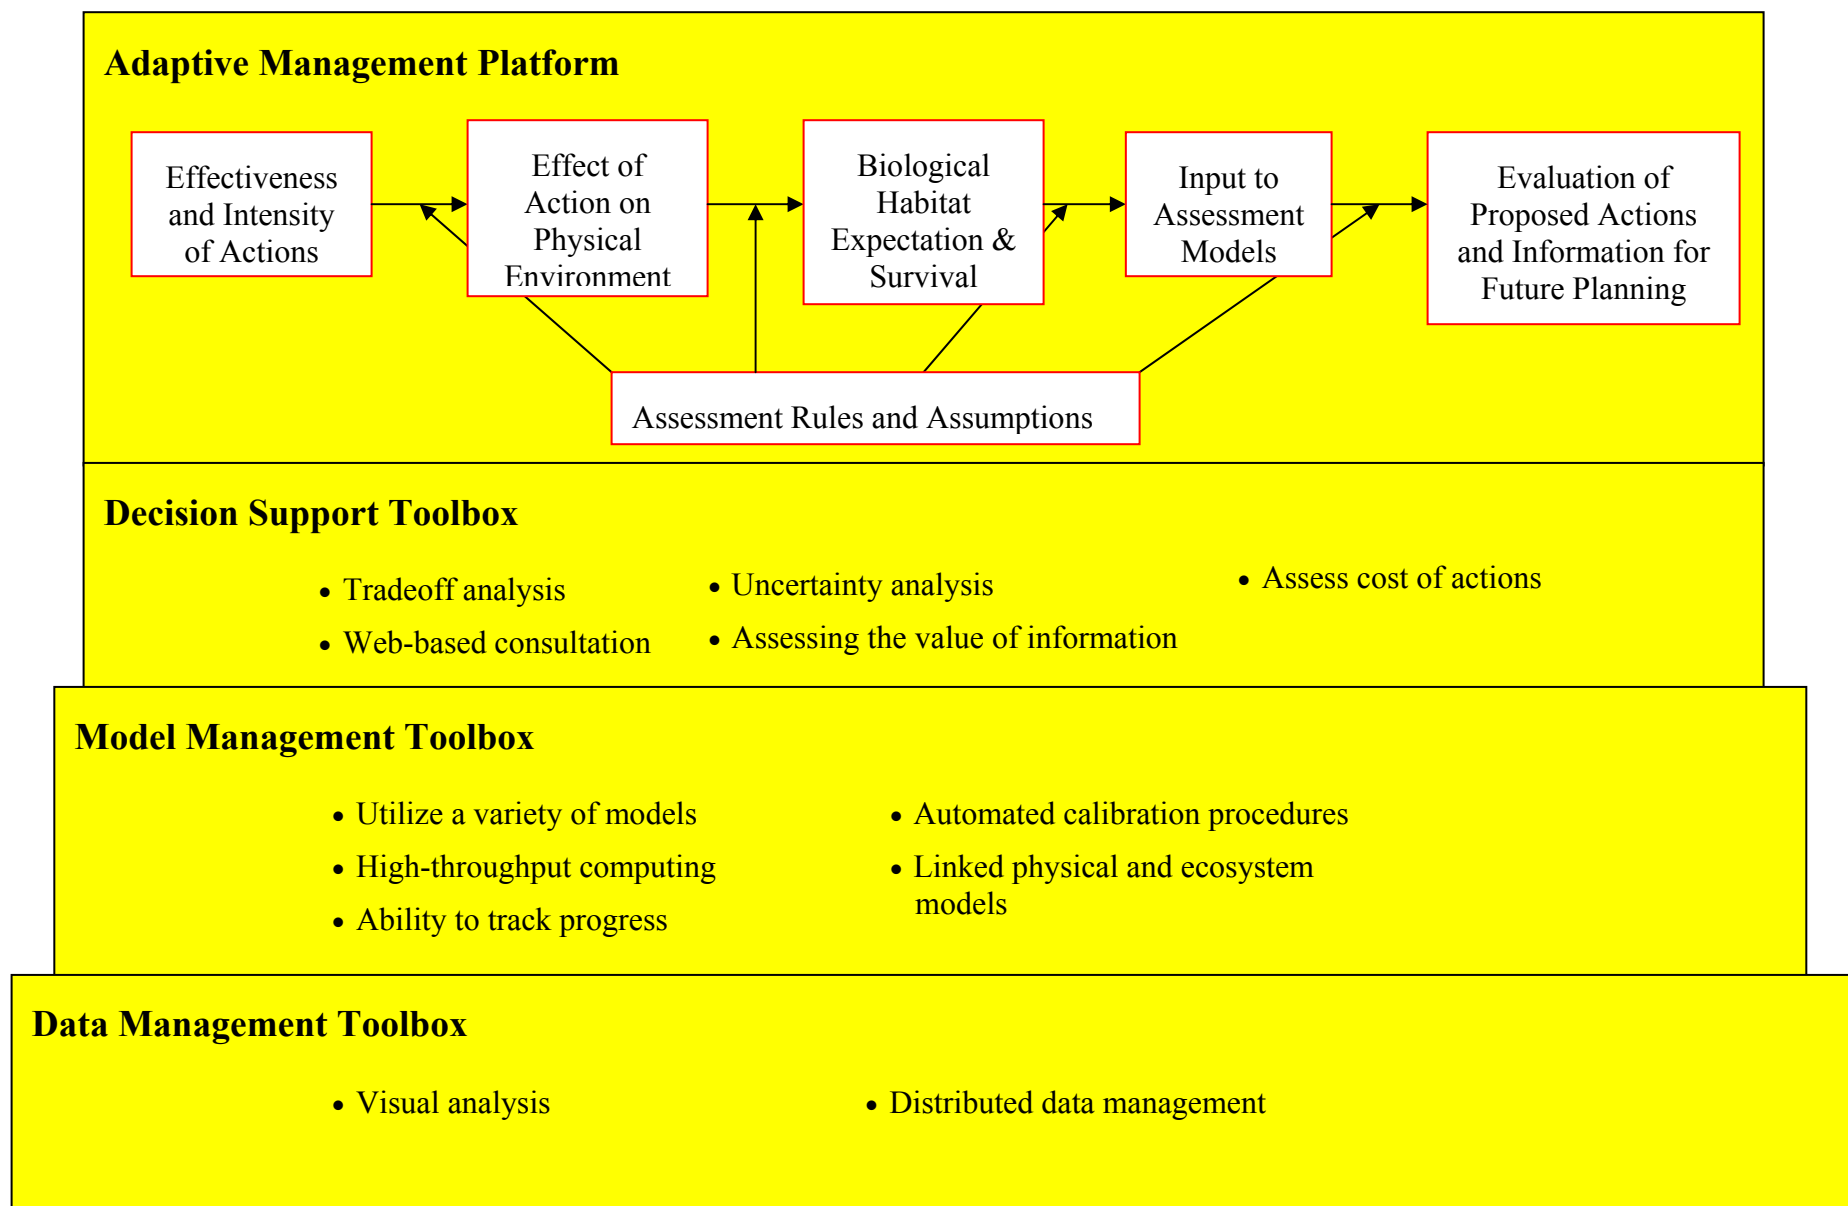 Adaptive Management Platform
Effectiveness
and Intensity
of Actions
Effect of
Action on
Physical
Environment
Biological
Habitat
Expectation &
Survival
Input to
Assessment
Models
Evaluation of
Proposed Actions
and Information for
Future Planning
Assessment Rules and Assumptions
Decision Support Toolbox
• Tradeoff analysis
• Web-based consultation
• Uncertainty analysis
• Assessing the value of information
• Assess cost of actions
Model Management Toolbox
• Utilize a variety of models
• High-throughput computing
• Ability to track progress
• Automated calibration procedures
• Linked physical and ecosystem
models
Data Management Toolbox
• Visual analysis
• Distributed data management